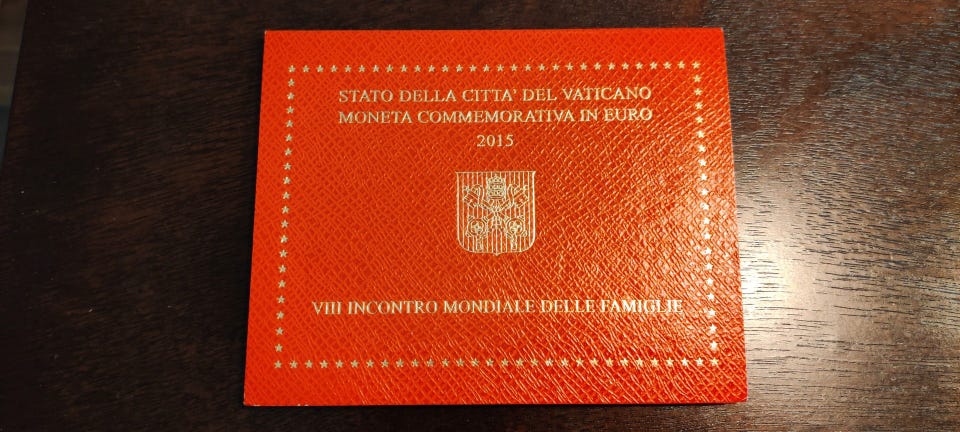 STATO DELLA CITTA' DEL VATICANO
MONETA COMMEMORATIVA IN EURO
2015
VIII INCONTRO MONDIALE DELLE FAMIGLIE